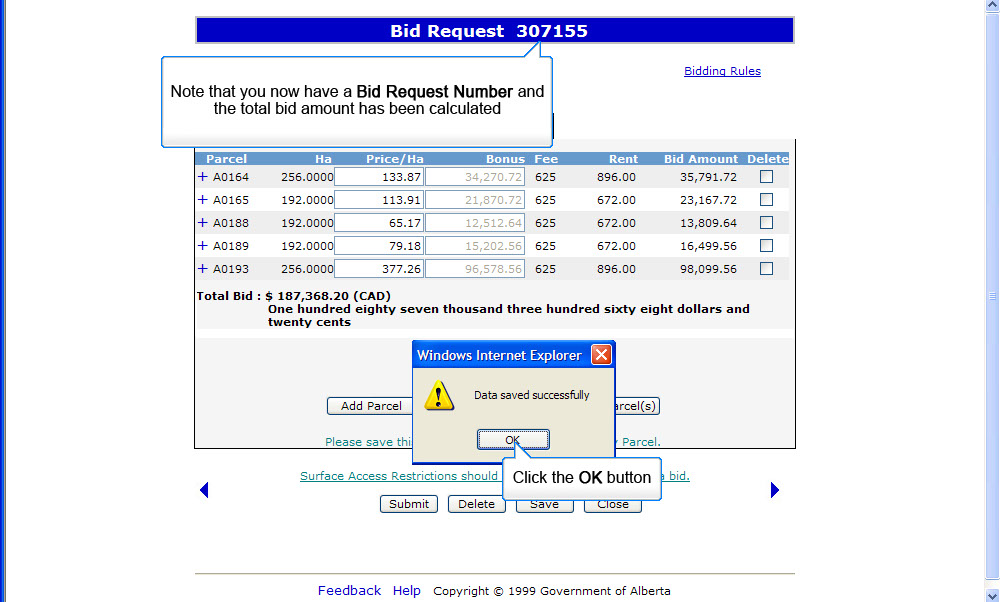 Bid Request 307155
Note that you now have a Bid Request Number and
the total bid amount has been calculated
Bidding Rules
Parcel Ha Price/Ha Bonus Fee Rent Bid Amount Delete
+ A0164 256.0000 133.87 34,270.72 625 896.00 35,791.72
+ A0165 192.0000 113.91 21,870.72 625 672.00 23,167.72
+ A0188 192.0000 65.17 12,512.64 625 672.00 13,809.64
+ A0189 192.0000 79.18 15,202.56 625 672.00 16,499.56
+ A0193 256.0000 377.26 96,578.56 625 896.00 98,099.56
Total Bid : $ 187,368.20 (CAD)
One hundred eighty seven thousand three hundred sixty eight dollars and
twenty cents
Windows Internet Explorer
Data saved successfully
OK
Add Parcel arcel(s)
Please save thi Parcel.
Click the OK button
Surface Access Restrictions should a bid.
Submit Delete Save Close
Feedback Help Copyright © 1999 Government of Alberta